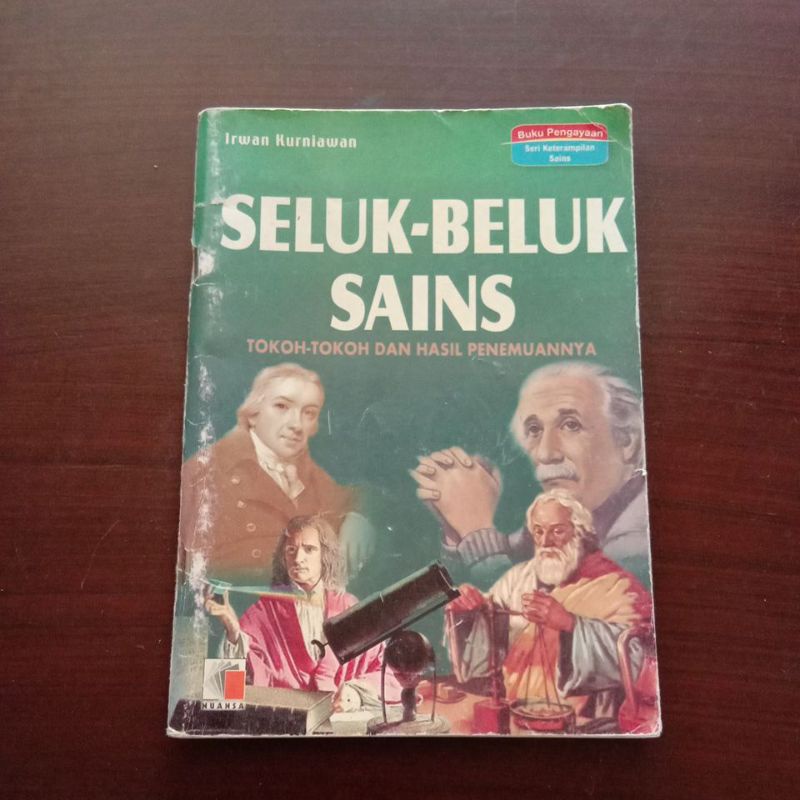 Irwan Kurniawan
Buku Pengayaan
Seri Keterampilan
Sains
SELUK-BELUK
SAINS
TOKOH-TOKOH DAN HASIL PENEMUANNYA
NUANSA